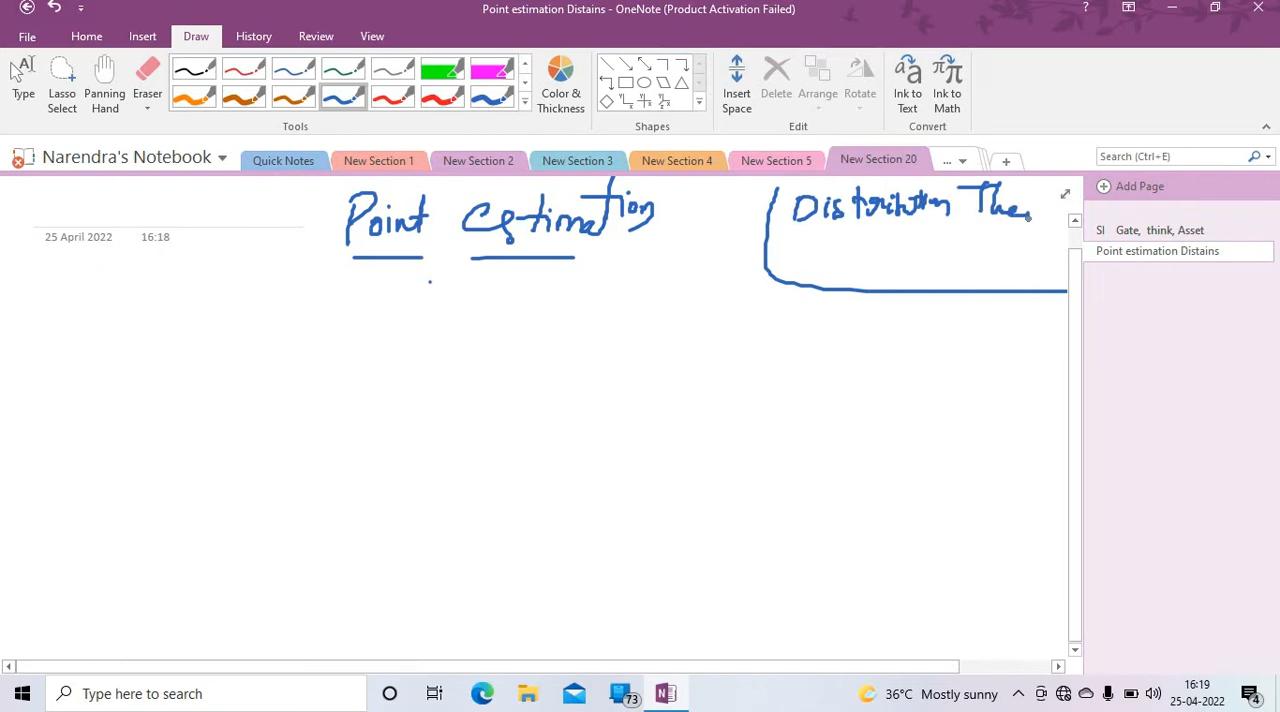 Point estimation Distains - OneNote (Product Activation Failed)
?
File Home Insert Draw History Review View
Type
Lasso Select
Panning Hand
Eraser
Color & Thickness
Insert Space
Delete
Arrange
Rotate
Ink to Text
Ink to Math
Tools
Shapes
Edit
Convert
Narendra's Notebook
Quick Notes New Section 1 New Section 2 New Section 3 New Section 4 New Section 5 New Section 20 ... +
Search (Ctrl+E)
Add Page
SI Gate, think, Asset
Point estimation Distains
Point Estimation
Distribution The
25 April 2022 16:18
Type here to search
73
36°C Mostly sunny
16:19
25-04-2022
4